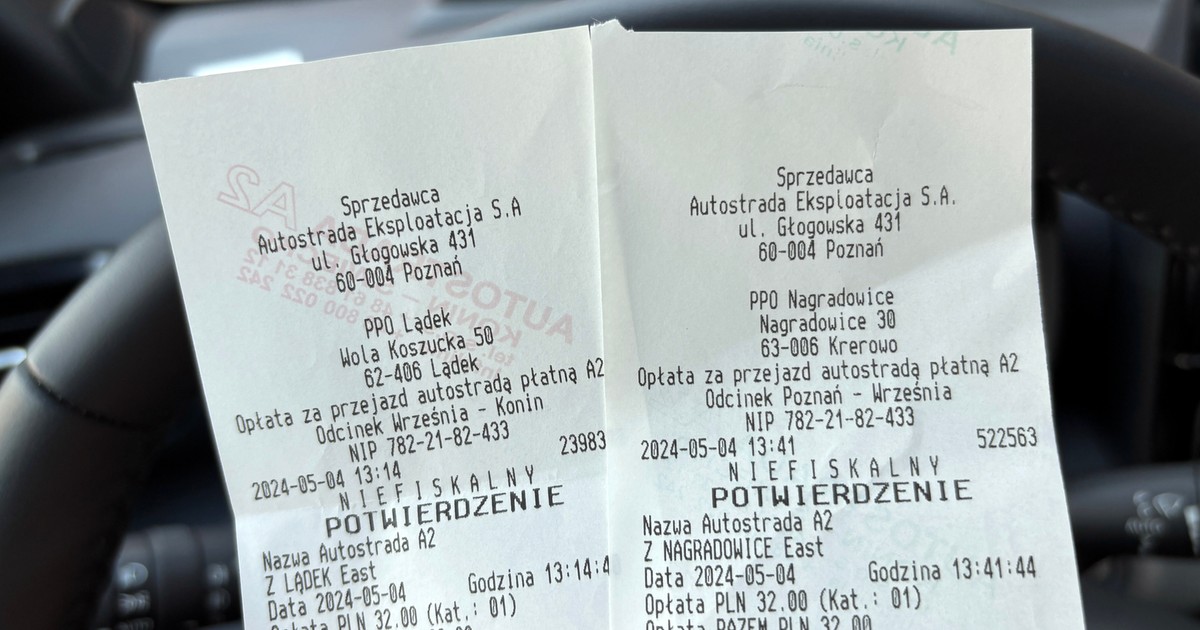 Sprzedawca
Autostrada Eksploatacja S.A
ul. Głogowska 431
60-004 Poznań
PPO Lądek
Wola Koszucka 50
62-406 Lądek
Opłata za przejazd autostradą płatną A2
Odcinek Września - Konin
NIP 782-21-82-433
23983
2024-05-04 13:14
NIEFISKALNY
POTWIERDZENIE
Nazwa Autostrada A2
Z LĄDEK East
Data 2024-05-04 Godzina 13:14:4
Opłata PLN 32.00 (Kat.: 01)
Sprzedawca
Autostrada Eksploatacja S.A.
ul. Głogowska 431
60-004 Poznań
PPO Nagradowice
Nagradowice 30
63-006 Krerowo
Opłata za przejazd autostradą płatną A2
Odcinek Poznań - Września
NIP 782-21-82-433
2024-05-04 13:41 522563
NIEFISKALNY
POTWIERDZENIE
Nazwa Autostrada A2
Z NAGRADOWICE East
Data 2024-05-04 Godzina 13:41:44
Opłata PLN 32.00 (Kat.: 01)
Opłata RAZEM PLN 32.00
A2